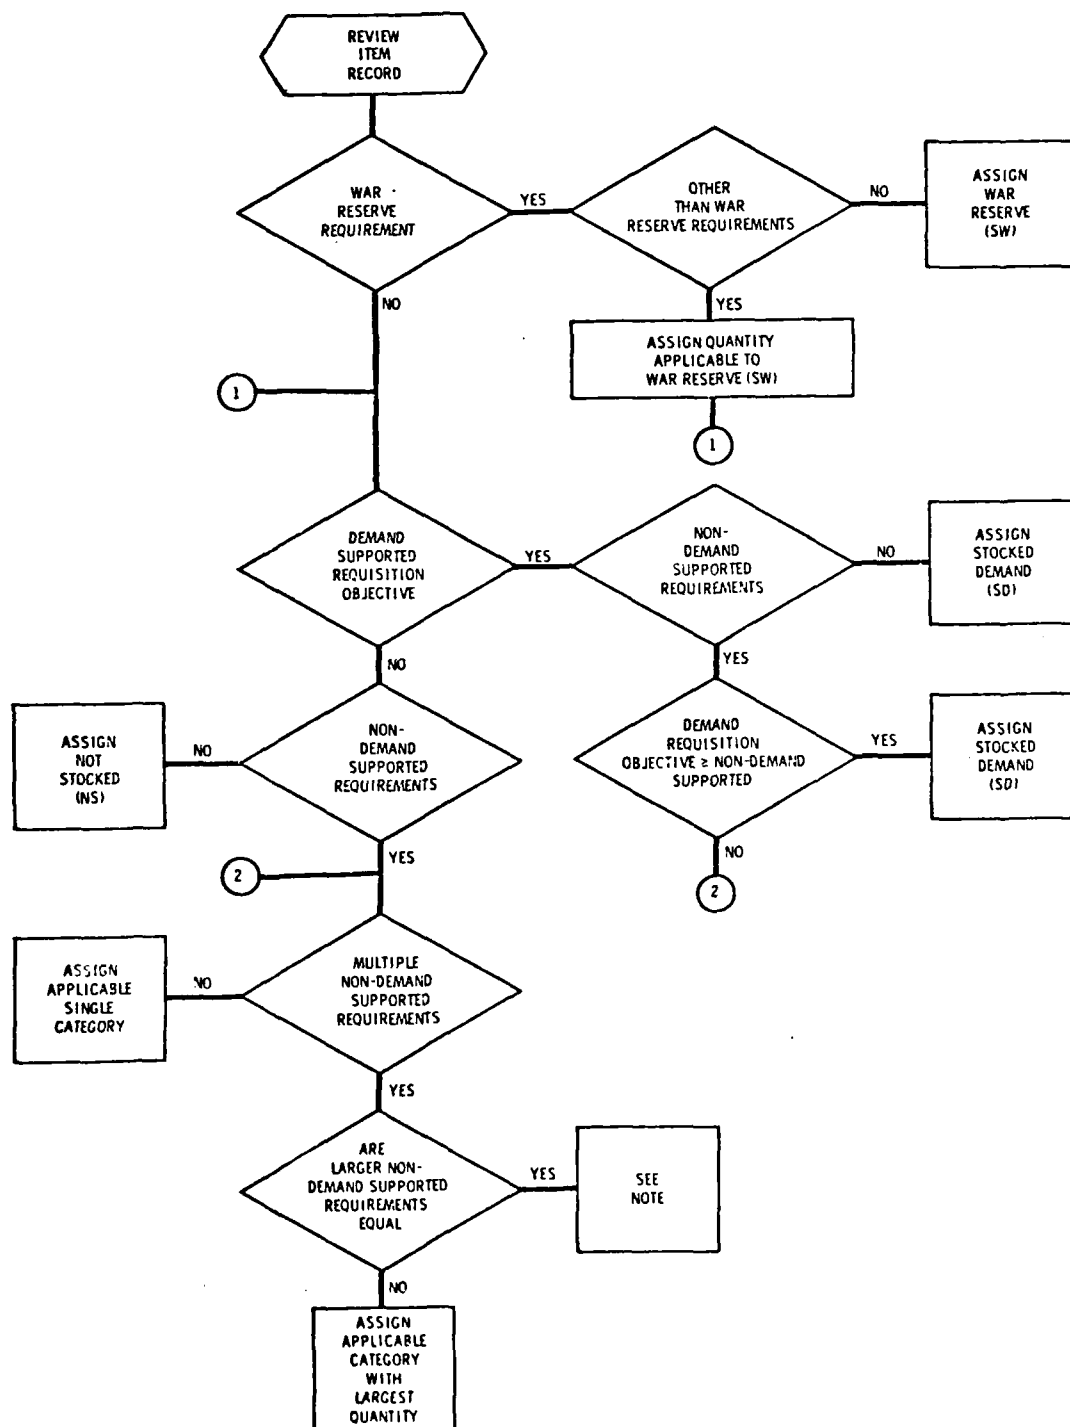 REVIEW
ITEM
RECORD
WAR
RESERVE
REQUIREMENT
YES
OTHER
THAN WAR
RESERVE REQUIREMENTS
NO
ASSIGN
WAR
RESERVE
(SW)
NO
YES
ASSIGN QUANTITY
APPLICABLE TO
WAR RESERVE (SW)
1
1
DEMAND
SUPPORTED
REQUISITION
OBJECTIVE
YES
NON-
DEMAND
SUPPORTED
REQUIREMENTS
NO
ASSIGN
STOCKED
DEMAND
(SD)
NO
YES
ASSIGN
NOT
STOCKED
(NS)
NO
NON-
DEMAND
SUPPORTED
REQUIREMENTS
DEMAND
REQUISITION
OBJECTIVE ≥ NON-DEMAND
SUPPORTED
YES
ASSIGN
STOCKED
DEMAND
(SD)
YES
NO
2
2
ASSIGN
APPLICABLE
SINGLE
CATEGORY
NO
MULTIPLE
NON-DEMAND
SUPPORTED
REQUIREMENTS
YES
ARE
LARGER NON-
DEMAND SUPPORTED
REQUIREMENTS
EQUAL
YES
SEE
NOTE
NO
ASSIGN
APPLICABLE
CATEGORY
WITH
LARGEST
QUANTITY